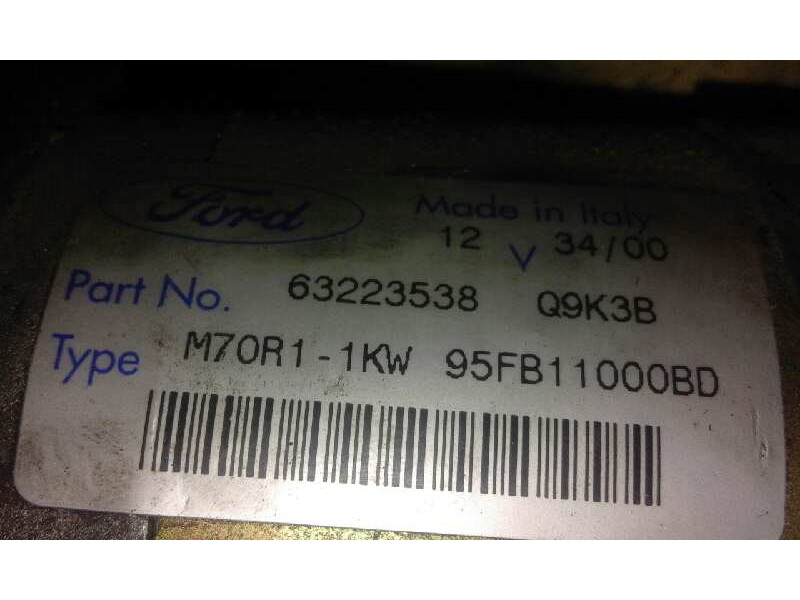 Ford Made in Italy
12 V 34/00
Part No. 63223538 Q9K3B
Type M70R1-1KW 95FB11000BD